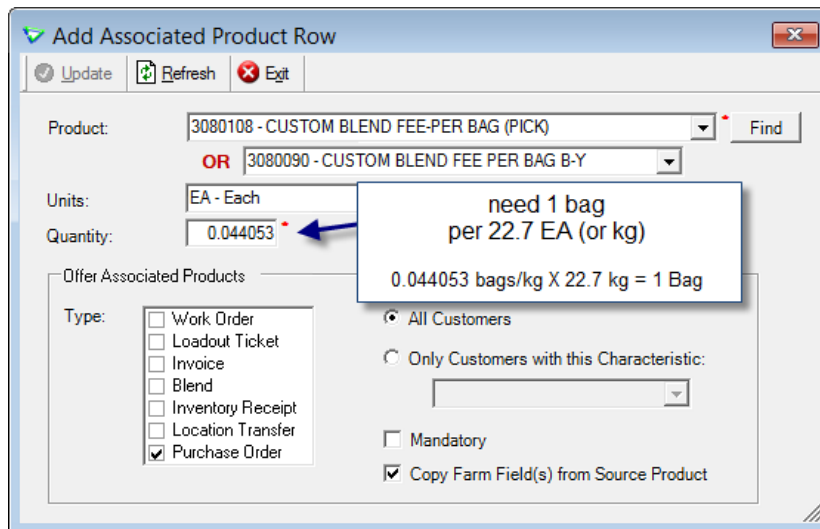 Add Associated Product Row
Update Refresh Exit
Product: 3080108 - CUSTOM BLEND FEE-PER BAG (PICK) * Find
OR 3080090 - CUSTOM BLEND FEE PER BAG B-Y
Units: EA - Each
Quantity: 0.044053 *
need 1 bag
per 22.7 EA (or kg)
0.044053 bags/kg X 22.7 kg = 1 Bag
Offer Associated Products
Type:
Work Order
Loadout Ticket
Invoice
Blend
Inventory Receipt
Location Transfer
Purchase Order
All Customers
Only Customers with this Characteristic:
Mandatory
Copy Farm Field(s) from Source Product